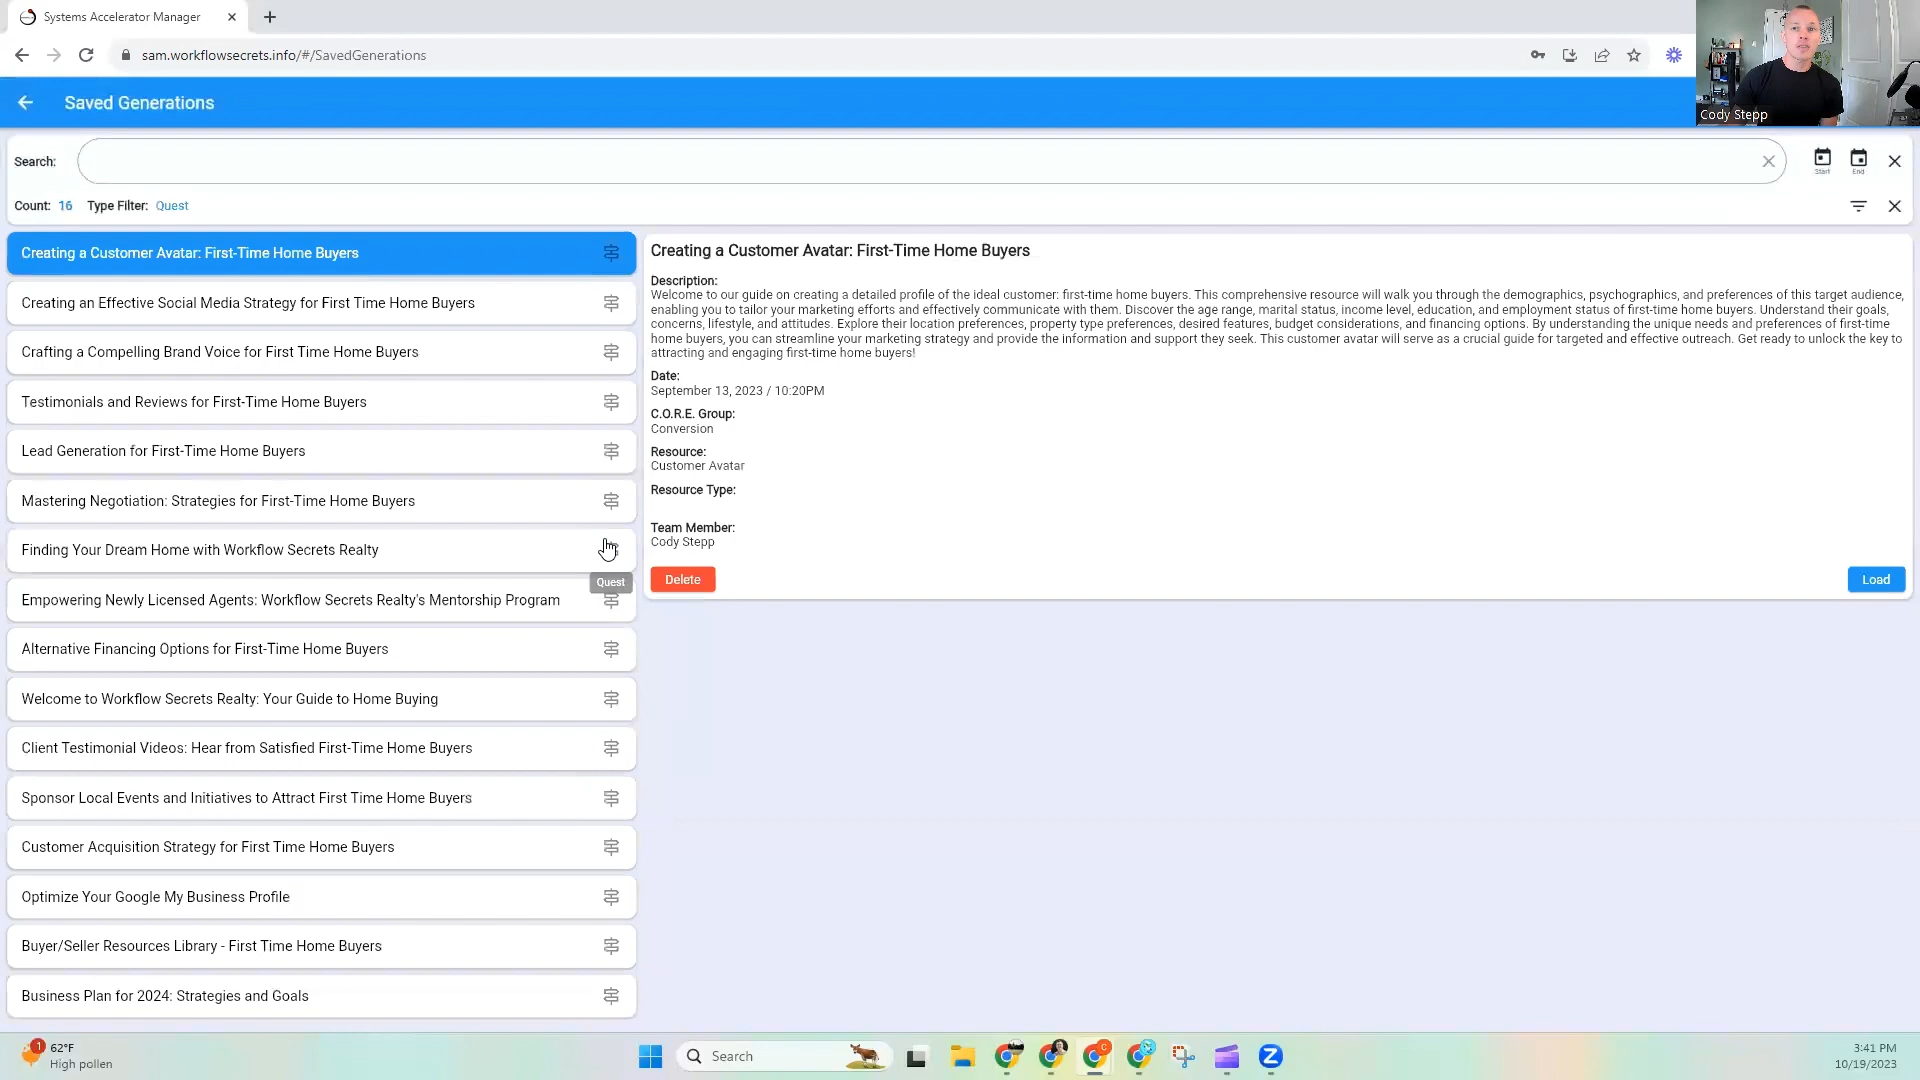 Systems Accelerator Manager
sam.workflowsecrets.info/#/SavedGenerations
Saved Generations
Cody Stepp
Search:
Start
End
Count: 16 Type Filter: Quest
Creating a Customer Avatar: First-Time Home Buyers
Creating an Effective Social Media Strategy for First Time Home Buyers
Crafting a Compelling Brand Voice for First Time Home Buyers
Testimonials and Reviews for First-Time Home Buyers
Lead Generation for First-Time Home Buyers
Mastering Negotiation: Strategies for First-Time Home Buyers
Finding Your Dream Home with Workflow Secrets Realty
Quest
Empowering Newly Licensed Agents: Workflow Secrets Realty's Mentorship Program
Alternative Financing Options for First-Time Home Buyers
Welcome to Workflow Secrets Realty: Your Guide to Home Buying
Client Testimonial Videos: Hear from Satisfied First-Time Home Buyers
Sponsor Local Events and Initiatives to Attract First Time Home Buyers
Customer Acquisition Strategy for First Time Home Buyers
Optimize Your Google My Business Profile
Buyer/Seller Resources Library - First Time Home Buyers
Business Plan for 2024: Strategies and Goals
Creating a Customer Avatar: First-Time Home Buyers
Description:
Welcome to our guide on creating a detailed profile of the ideal customer: first-time home buyers. This comprehensive resource will walk you through the demographics, psychographics, and preferences of this target audience,
enabling you to tailor your marketing efforts and effectively communicate with them. Discover the age range, marital status, income level, education, and employment status of first-time home buyers. Understand their goals,
concerns, lifestyle, and attitudes. Explore their location preferences, property type preferences, desired features, budget considerations, and financing options. By understanding the unique needs and preferences of first-time
home buyers, you can streamline your marketing strategy and provide the information and support they seek. This customer avatar will serve as a crucial guide for targeted and effective outreach. Get ready to unlock the key to
attracting and engaging first-time home buyers!
Date:
September 13, 2023 / 10:20PM
C.O.R.E. Group:
Conversion
Resource:
Customer Avatar
Resource Type:
Team Member:
Cody Stepp
Delete
Load
1
62°F
High pollen
Search
C
Z
3:41 PM
10/19/2023